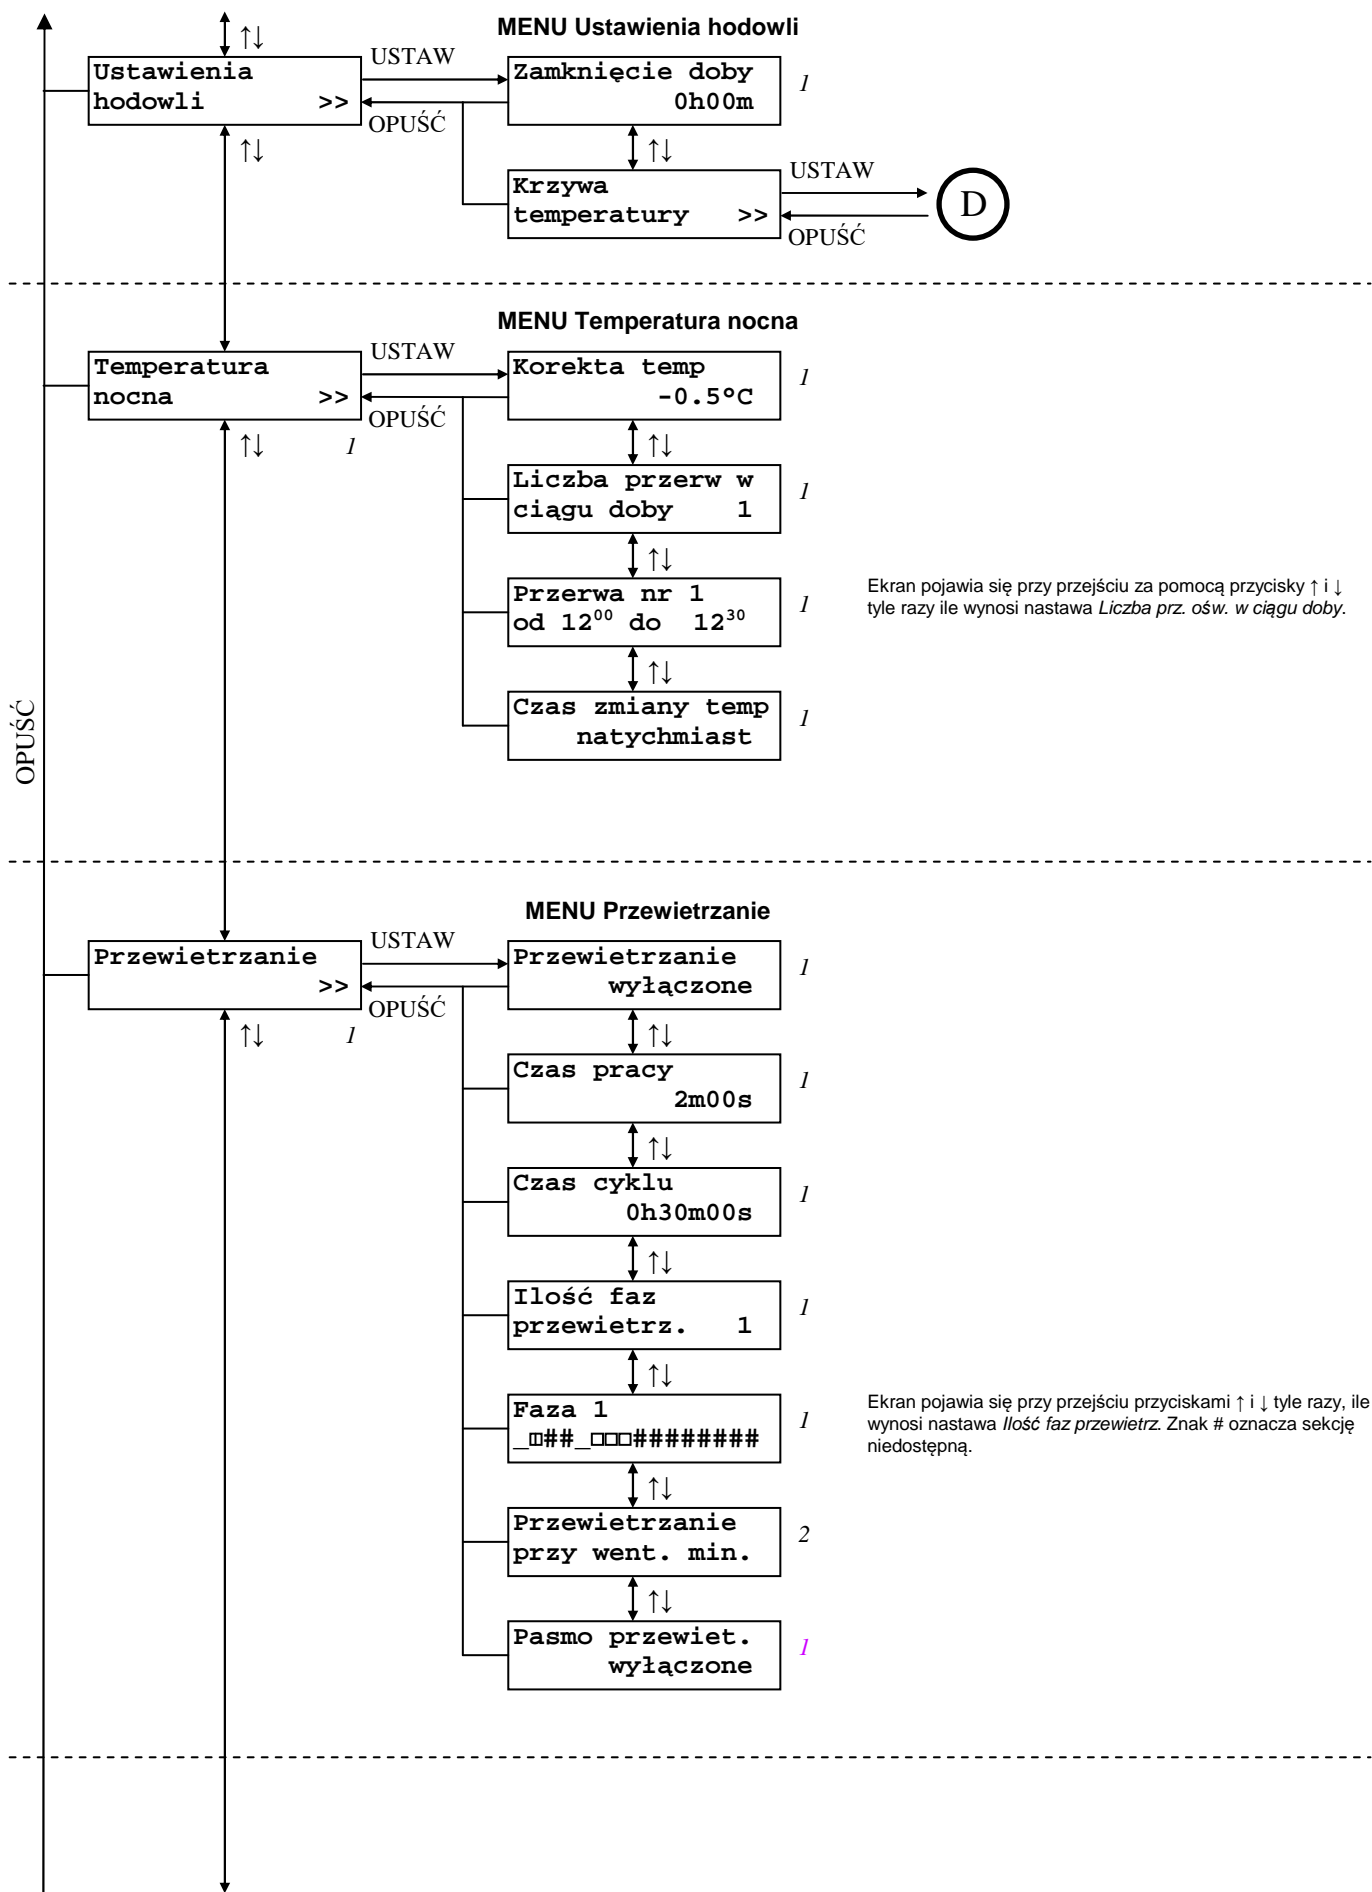 MENU Ustawienia hodowli
↑↓
Ustawienia
hodowli >>
USTAW
OPUŚĆ
Zamknięcie doby
0h00m
1
↑↓
↑↓
Krzywa
temperatury >>
USTAW
OPUŚĆ
D
MENU Temperatura nocna
Temperatura
nocna >>
USTAW
OPUŚĆ
Korekta temp
-0.5°C
1
↑↓
1
↑↓
Liczba przerw w
ciągu doby 1
1
↑↓
Przerwa nr 1
od 12⁰⁰ do 12³⁰
1
Ekran pojawia się przy przejściu za pomocą przycisky ↑ i ↓
tyle razy ile wynosi nastawa Liczba prz. ośw. w ciągu doby.
↑↓
Czas zmiany temp
natychmiast
1
OPUŚĆ
MENU Przewietrzanie
Przewietrzanie
>>
USTAW
OPUŚĆ
Przewietrzanie
wyłączone
1
↑↓
1
↑↓
Czas pracy
2m00s
1
↑↓
Czas cyklu
0h30m00s
1
↑↓
Ilość faz
przewietrz. 1
1
↑↓
Faza 1
_◫##_□□□########
1
Ekran pojawia się przy przejściu przyciskami ↑ i ↓ tyle razy, ile
wynosi nastawa Ilość faz przewietrz. Znak # oznacza sekcję
niedostępną.
↑↓
Przewietrzanie
przy went. min.
2
↑↓
Pasmo przewiet.
wyłączone
1